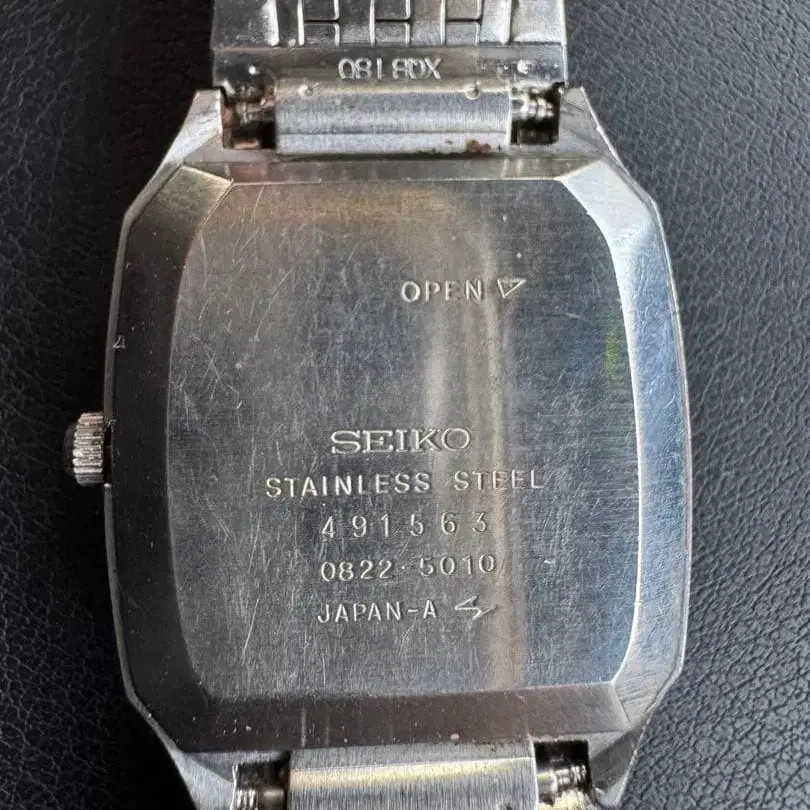 XQB180
OPEN
SEIKO
STAINLESS STEEL
491563
0822-5010
JAPAN-A